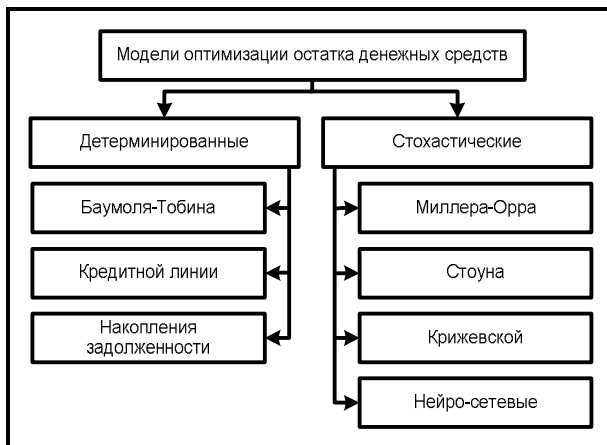 Модели оптимизации остатка денежных средств
Детерминированные
Стохастические
Баумоля-Тобина
Миллера-Орра
Кредитной линии
Стоуна
Накопления
задолженности
Крижевской
Нейро-сетевые